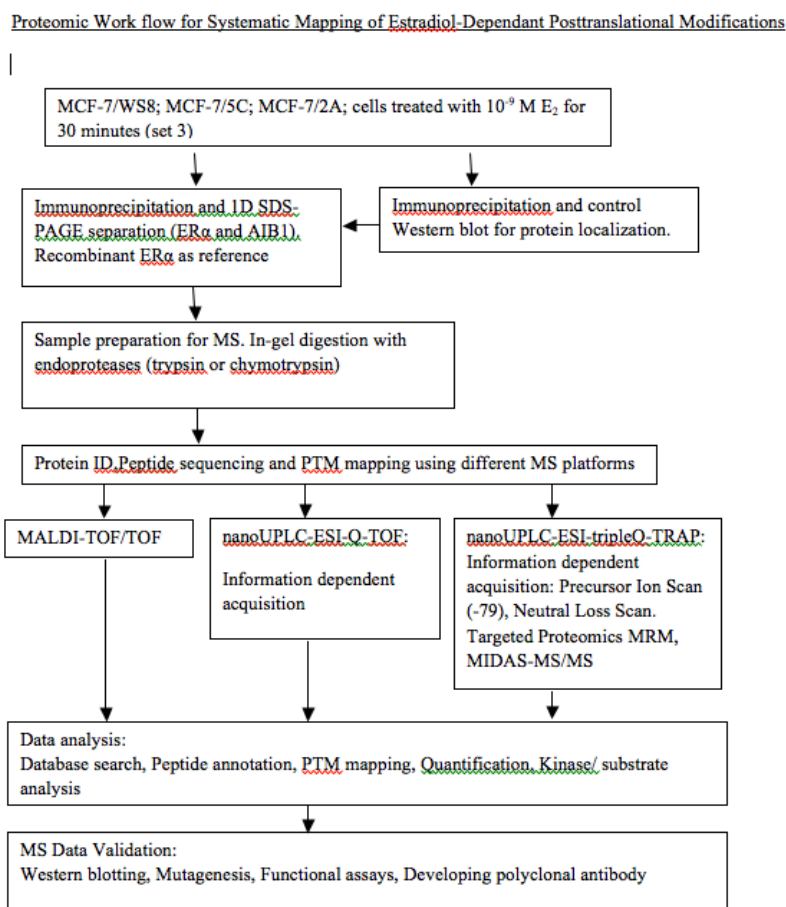 Proteomic Work flow for Systematic Mapping of Estradiol-Dependant Posttranslational Modifications
MCF-7/WS8; MCF-7/5C; MCF-7/2A; cells treated with 10⁻⁹ M E₂ for
30 minutes (set 3)
Immunoprecipitation and 1D SDS-
PAGE separation (ERα and AIB1),
Recombinant ERα as reference
Immunoprecipitation and control
Western blot for protein localization.
Sample preparation for MS. In-gel digestion with
endoproteases (trypsin or chymotrypsin)
Protein ID,Peptide sequencing and PTM mapping using different MS platforms
MALDI-TOF/TOF
nanoUPLC-ESI-Q-TOF:
Information dependent
acquisition
nanoUPLC-ESI-tripleQ-TRAP:
Information dependent
acquisition: Precursor Ion Scan
(-79), Neutral Loss Scan.
Targeted Proteomics MRM,
MIDAS-MS/MS
Data analysis:
Database search, Peptide annotation, PTM mapping, Quantification, Kinase/ substrate
analysis
MS Data Validation:
Western blotting, Mutagenesis, Functional assays, Developing polyclonal antibody